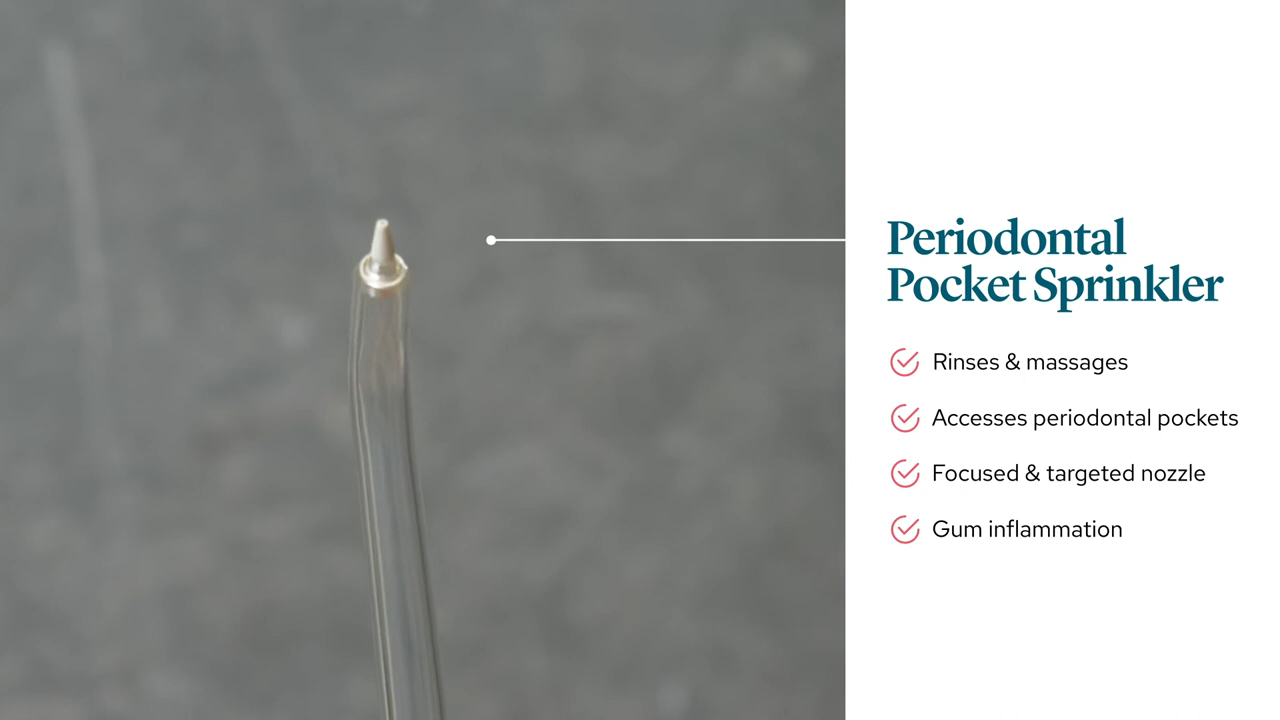 Periodontal
Pocket Sprinkler
Rinses & massages
Accesses periodontal pockets
Focused & targeted nozzle
Gum inflammation